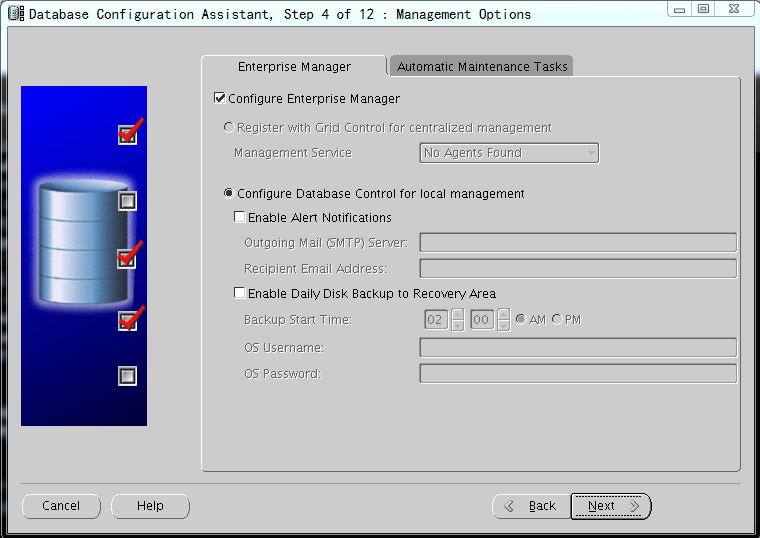 Database Configuration Assistant, Step 4 of 12 : Management Options
Enterprise Manager
Automatic Maintenance Tasks
Configure Enterprise Manager
Register with Grid Control for centralized management
Management Service
No Agents Found
Configure Database Control for local management
Enable Alert Notifications
Outgoing Mail (SMTP) Server:
Recipient Email Address:
Enable Daily Disk Backup to Recovery Area
Backup Start Time: 02 00 AM PM
OS Username:
OS Password:
Cancel
Help
Back
Next